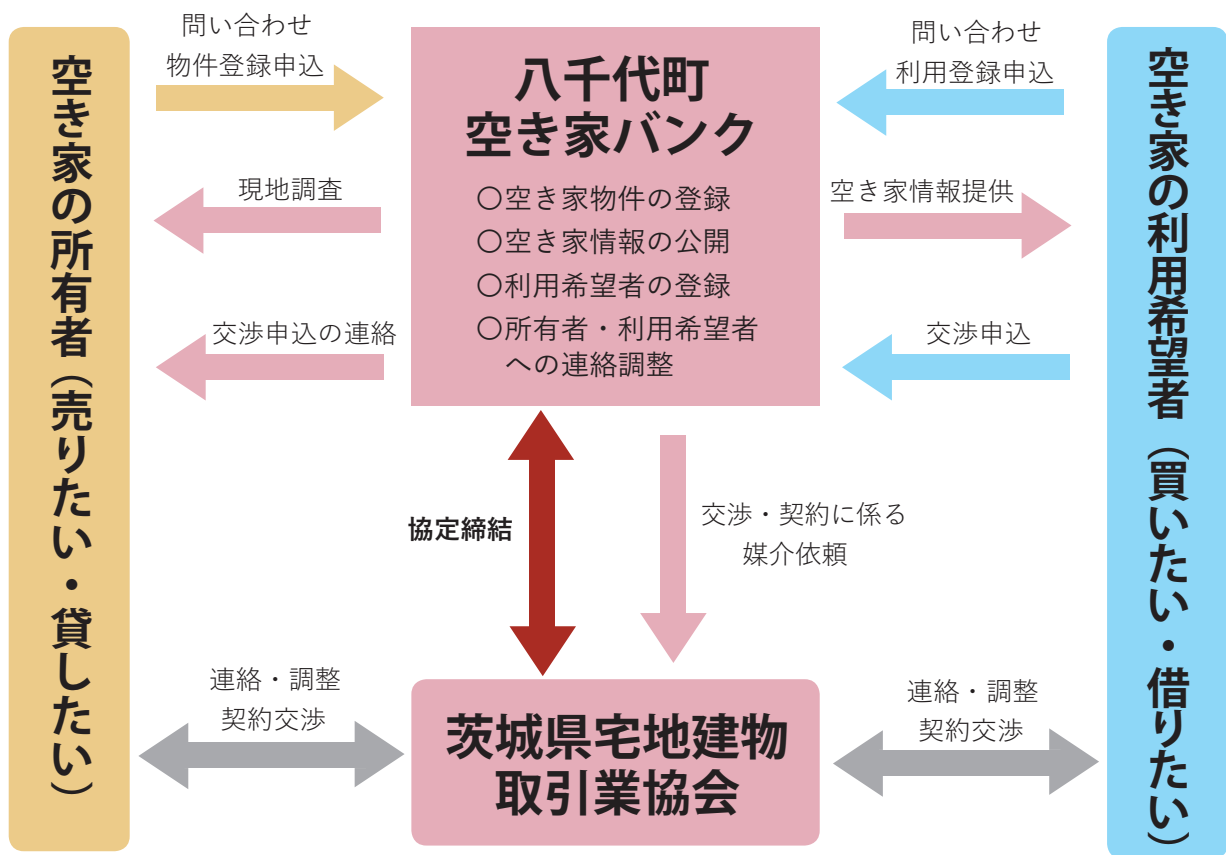 空き家の所有者（売りたい・貸したい）
問い合わせ
物件登録申込
現地調査
交渉申込の連絡
連絡・調整
契約交渉
八千代町
空き家バンク
〇空き家物件の登録
〇空き家情報の公開
〇利用希望者の登録
〇所有者・利用希望者
への連絡調整
協定締結
交渉・契約に係る
媒介依頼
茨城県宅地建物
取引業協会
問い合わせ
利用登録申込
空き家情報提供
交渉申込
連絡・調整
契約交渉
空き家の利用希望者（買いたい・借りたい）